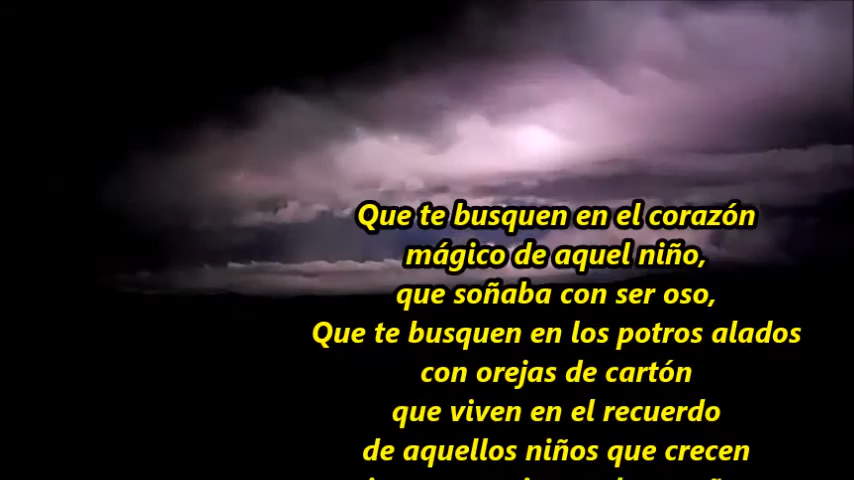 Que te busquen en el corazón
mágico de aquel niño,
que soñaba con ser oso,
Que te busquen en los potros alados
con orejas de cartón
que viven en el recuerdo
de aquellos niños que crecen